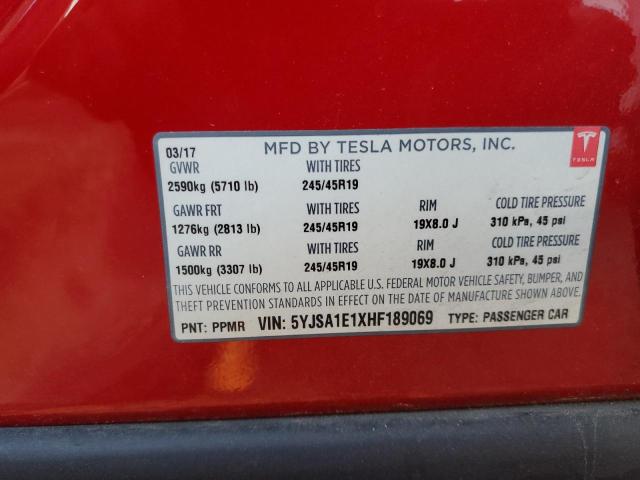 03/17 MFD BY TESLA MOTORS, INC.
TESLA
GVWR WITH TIRES
2590kg (5710 lb) 245/45R19
GAWR FRT WITH TIRES RIM COLD TIRE PRESSURE
1276kg (2813 lb) 245/45R19 19X8.0 J 310 kPa, 45 psi
GAWR RR WITH TIRES RIM COLD TIRE PRESSURE
1500kg (3307 lb) 245/45R19 19X8.0 J 310 kPa, 45 psi
THIS VEHICLE CONFORMS TO ALL APPLICABLE U.S. FEDERAL MOTOR VEHICLE SAFETY, BUMPER, AND
THEFT PREVENTION STANDARDS IN EFFECT ON THE DATE OF MANUFACTURE SHOWN ABOVE.
PNT: PPMR VIN: 5YJSA1E1XHF189069 TYPE: PASSENGER CAR